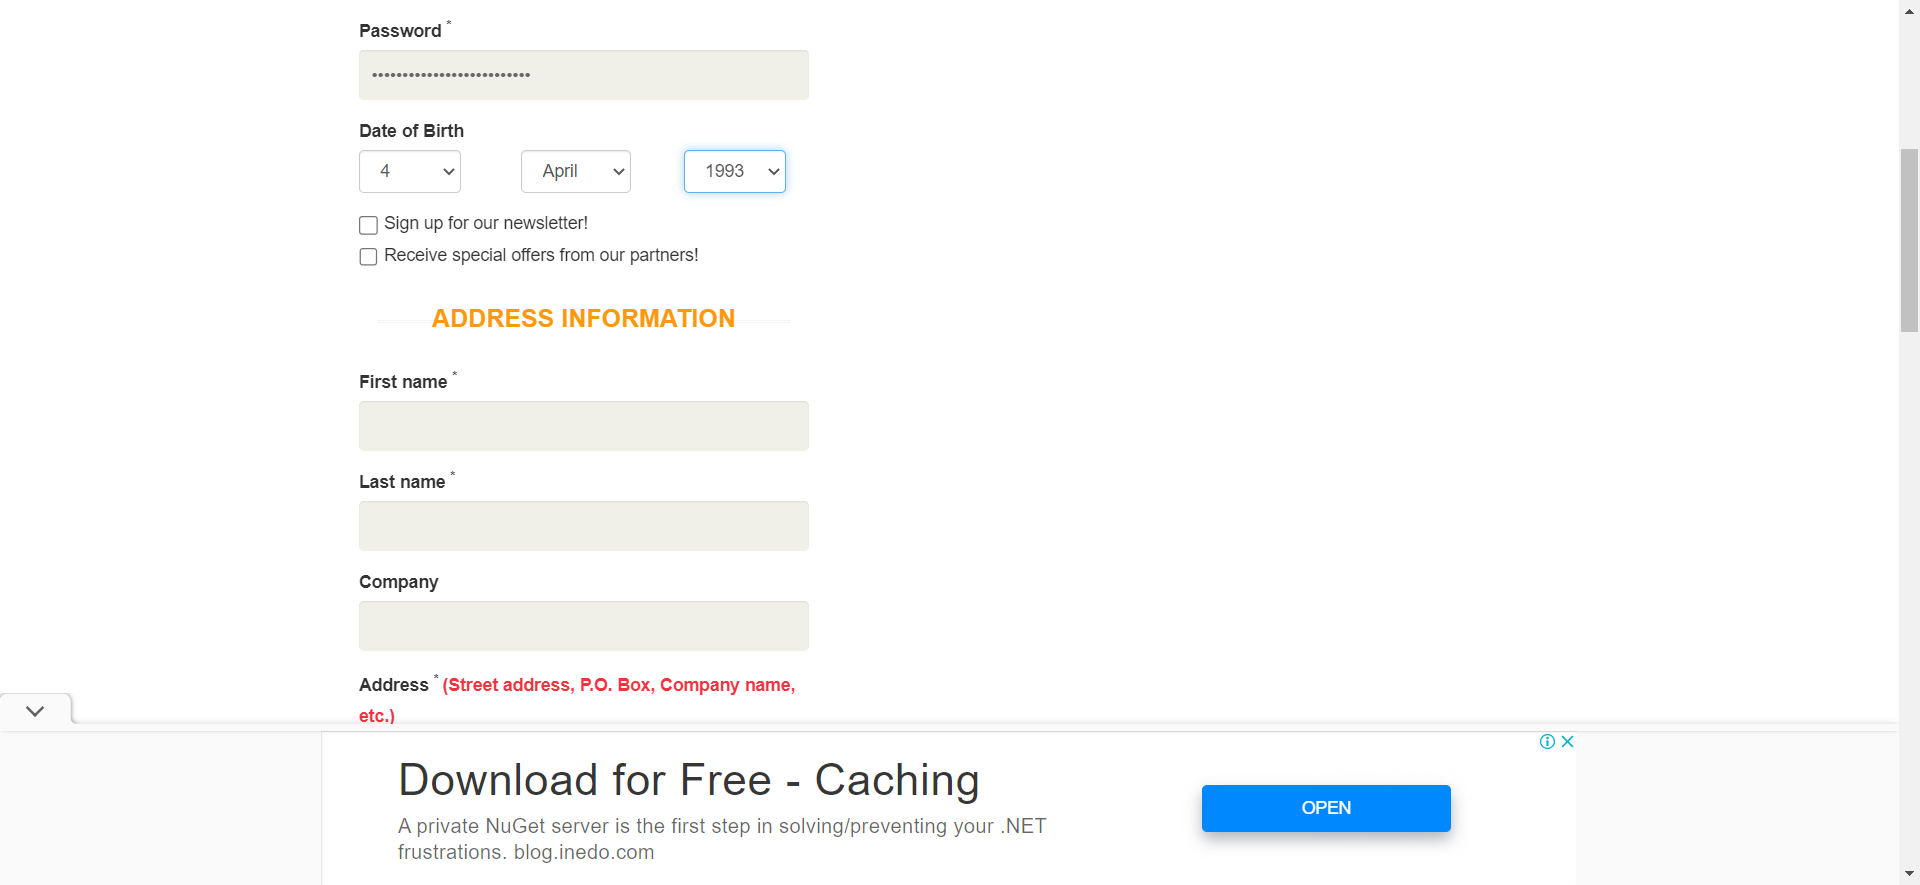 Password *
••••••••••••••••••••••••••
Date of Birth
4 April 1993
Sign up for our newsletter!
Receive special offers from our partners!
ADDRESS INFORMATION
First name *
Last name *
Company
Address * (Street address, P.O. Box, Company name,
etc.)
Download for Free - Caching
A private NuGet server is the first step in solving/preventing your .NET
frustrations. blog.inedo.com
OPEN